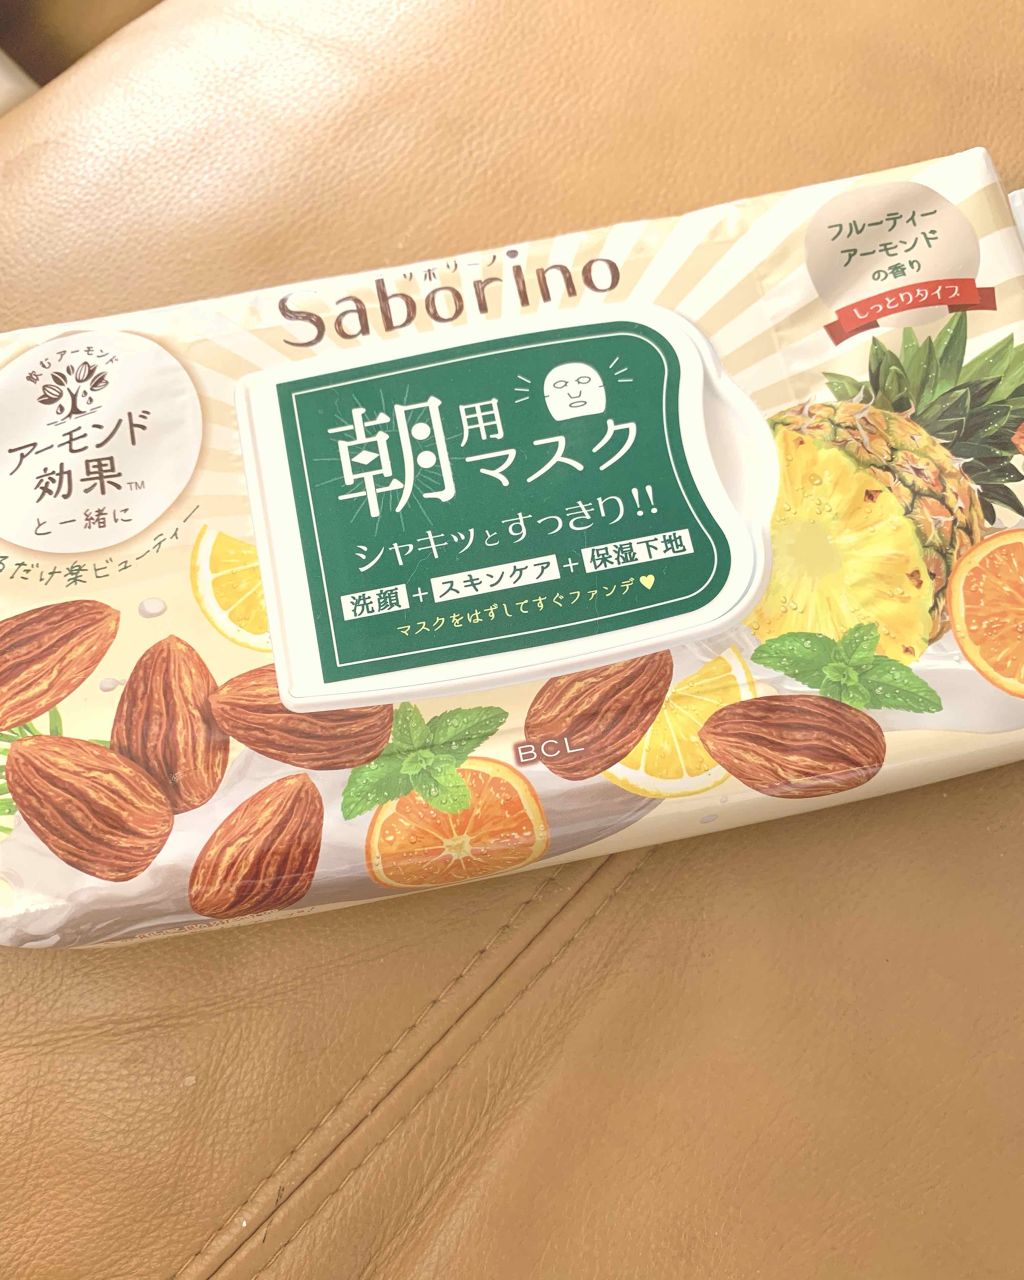 サボリーノ
Saborino
フルーティー
アーモンド
の香り
しっとりタイプ
飲むアーモンド
アーモンド
効果™
と一緒に
るだけ楽ビューティー
朝用マスク
シャキッとすっきり!!
洗顔+スキンケア+保湿下地
マスクをはずしてすぐファンデ♥
BCL